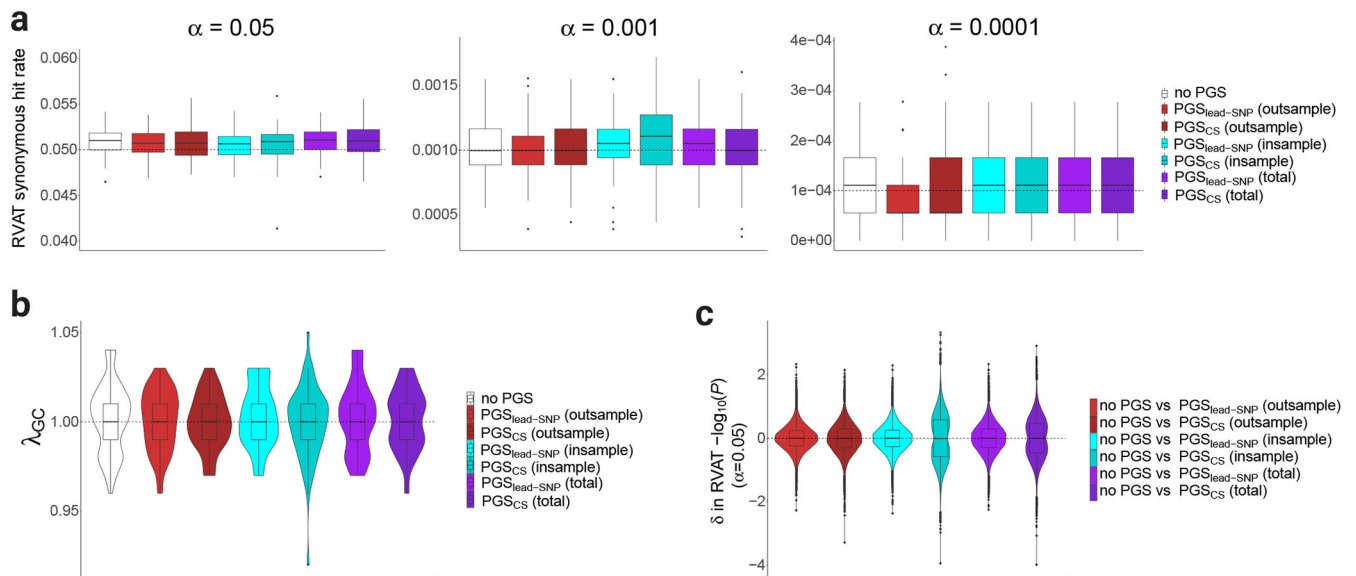 a
α = 0.05
α = 0.001
α = 0.0001
RVAT synonymous hit rate
0.060
0.055
0.050
0.045
0.040
0.0015
0.0010
0.0005
4e−04
3e−04
2e−04
1e−04
0e+00
no PGS
PGSlead−SNP (outsample)
PGSCS (outsample)
PGSlead−SNP (insample)
PGSCS (insample)
PGSlead−SNP (total)
PGSCS (total)
b
λGC
1.05
1.00
0.95
no PGS
PGSlead−SNP (outsample)
PGSCS (outsample)
PGSlead−SNP (insample)
PGSCS (insample)
PGSlead−SNP (total)
PGSCS (total)
c
δ in RVAT −log10(P)
(α=0.05)
2
0
−2
−4
no PGS vs PGSlead−SNP (outsample)
no PGS vs PGSCS (outsample)
no PGS vs PGSlead−SNP (insample)
no PGS vs PGSCS (insample)
no PGS vs PGSlead−SNP (total)
no PGS vs PGSCS (total)